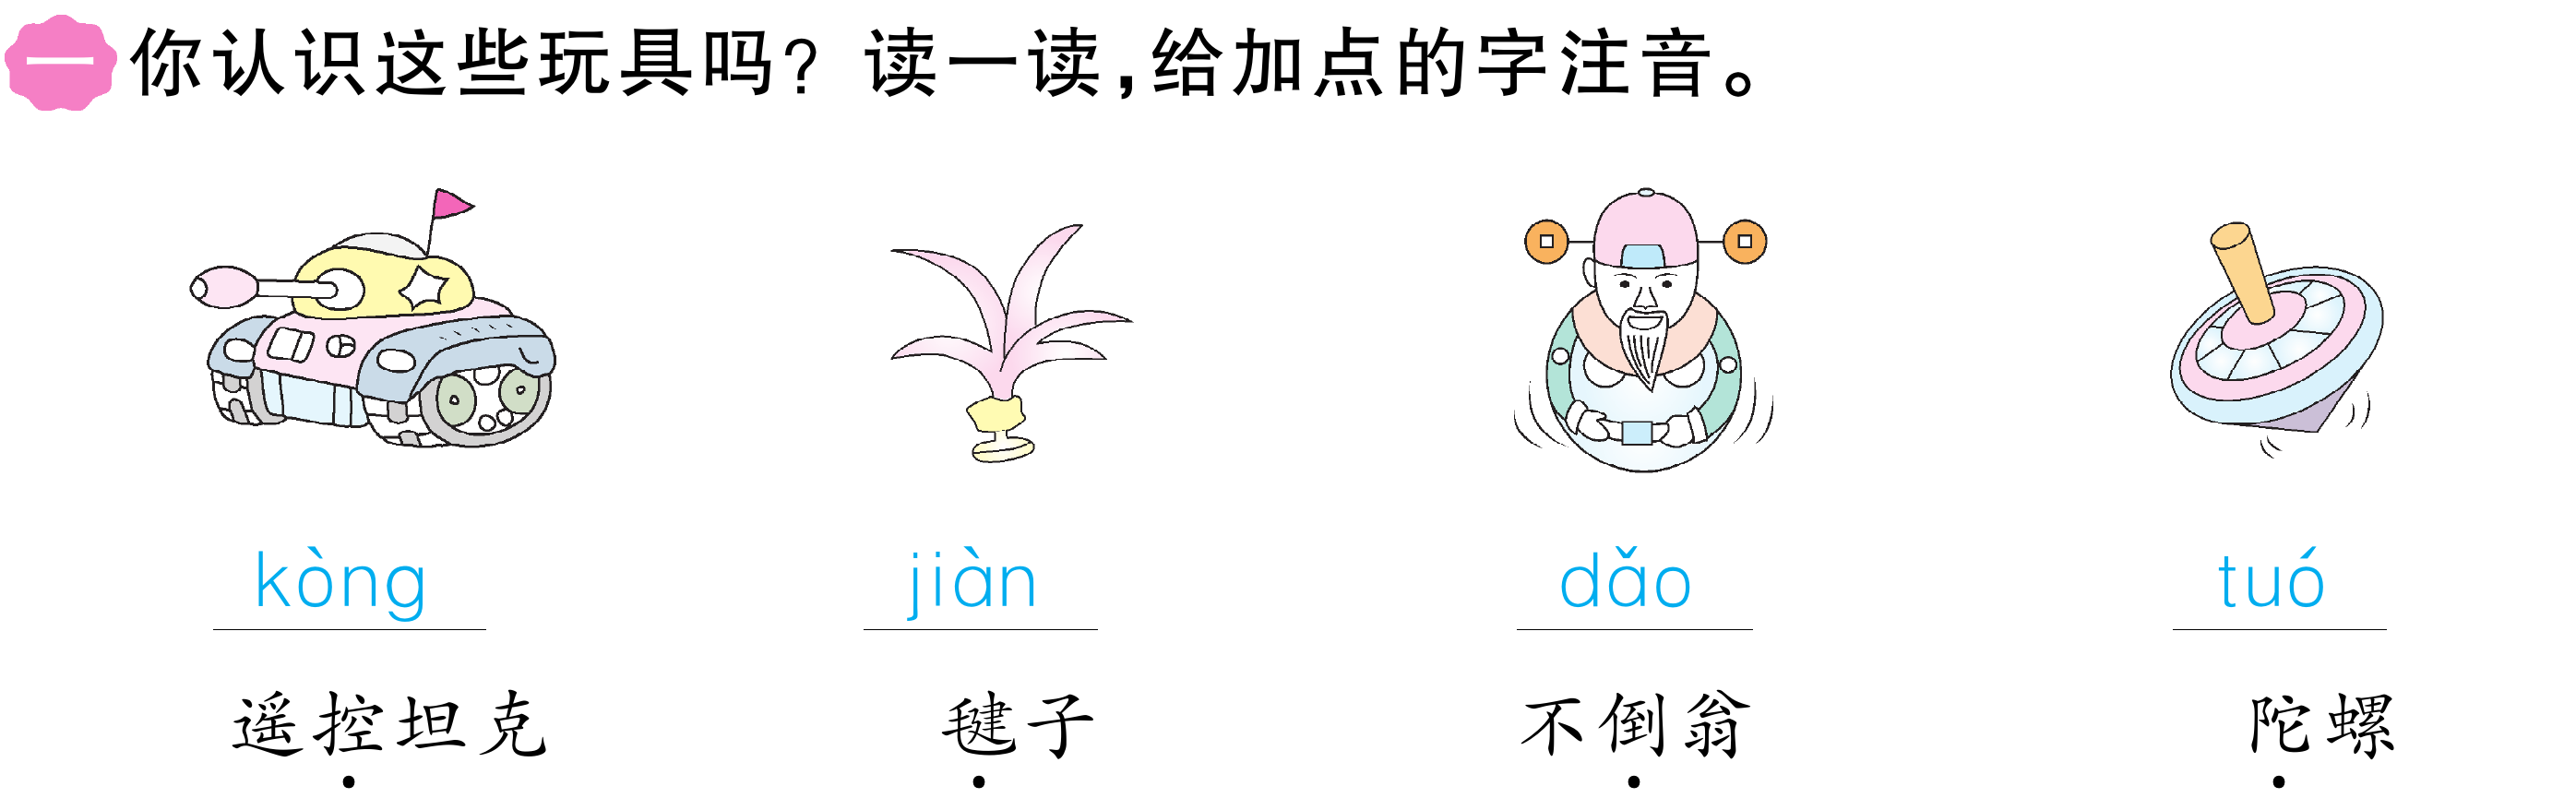 一 你认识这些玩具吗？读一读，给加点的字注音。
kòng jiàn dǎo tuó
遥控坦克 毽子 不倒翁 陀螺